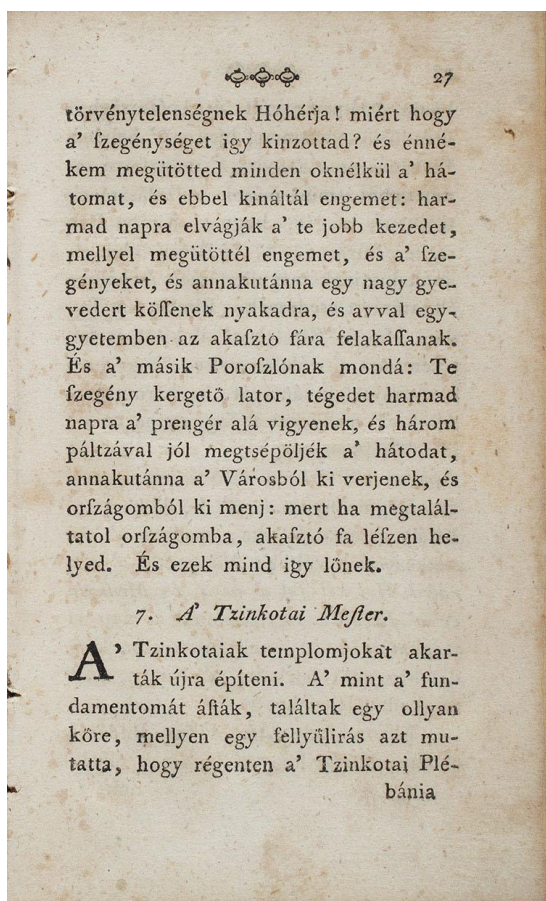 27
törvénytelenségnek Hóhérja! miért hogy
a' ſzegénységet igy kinzottad? és énné-
kem megütötted minden oknélkül a' há-
tomat, és ebbel kináltál engemet: har-
mad napra elvágják a' te jobb kezedet,
mellyel megütöttél engemet, és a' ſze-
gényeket, és annakutánna egy nagy gye-
vedert köſſenek nyakadra, és avval egy-
gyetemben az akaſztó fára felakaſſanak.
És a' másik Poroſzlónak mondá: Te
ſzegény kergető lator, tégedet harmad
napra a' prengér alá vigyenek, és három
páltzával jól megtsépöljék a' hátodat,
annakutánna a' Városból ki verjenek, és
orſzágomból ki menj: mert ha megtalál-
tatol orſzágomba, akaſztó fa léſzen he-
lyed. És ezek mind igy lőnek.
7. A' Tzinkotai Meſter.
A' Tzinkotaiak templomjokat akar-
ták újra építeni. A' mint a' fun-
damentomát áſták, találtak egy ollyan
kőre, mellyen egy fellyűlirás azt mu-
tatta, hogy régenten a' Tzinkotai Plé-
bánia